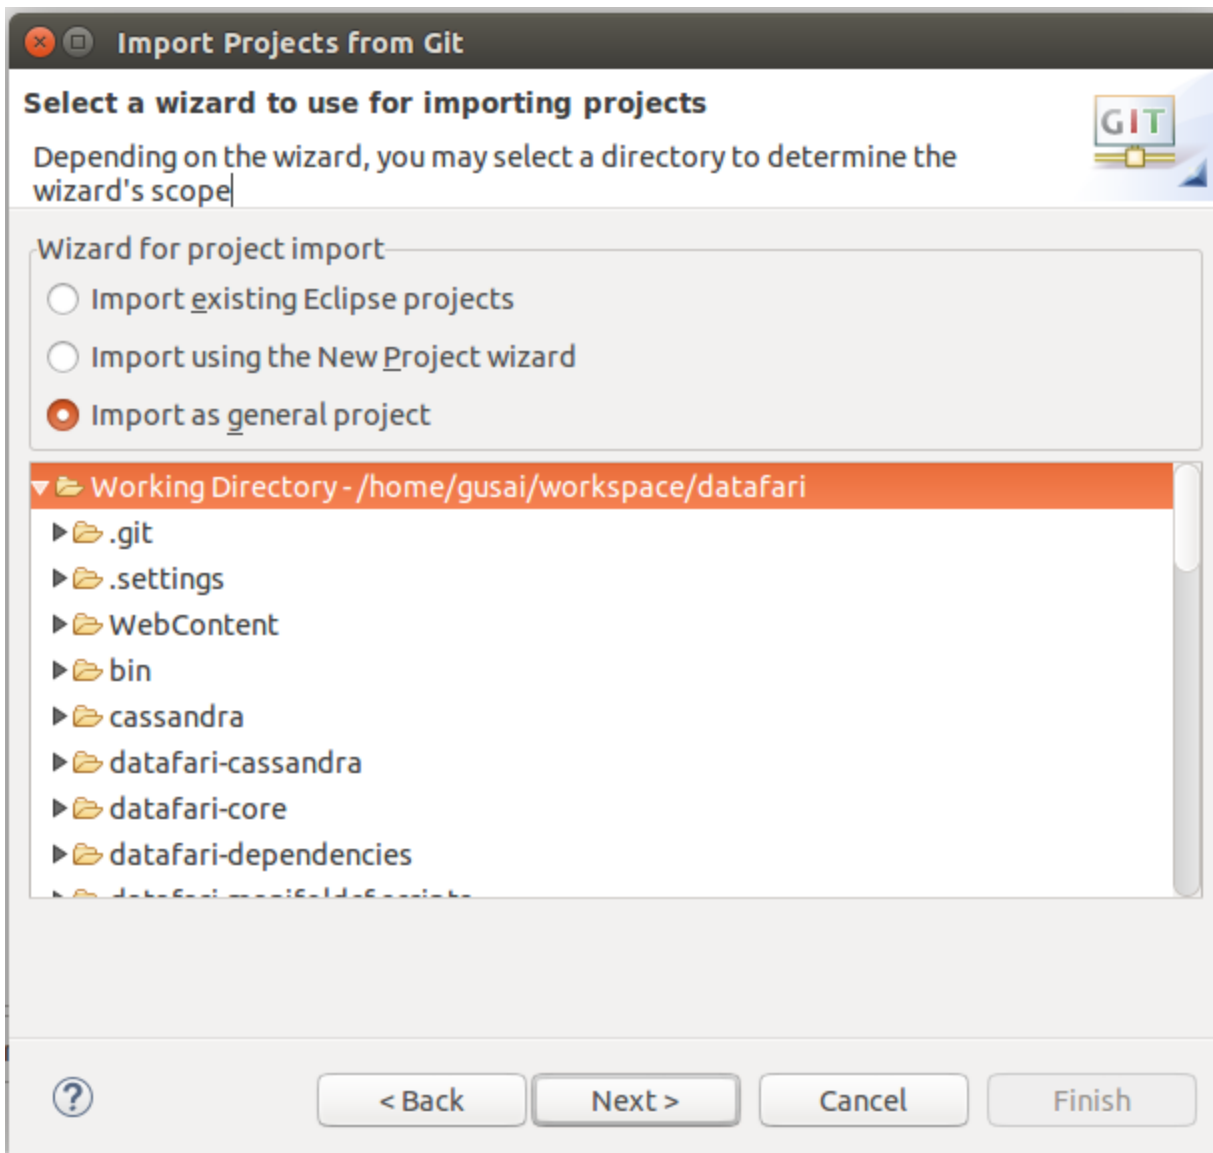 Import Projects from Git
Select a wizard to use for importing projects
GIT
Depending on the wizard, you may select a directory to determine the
wizard's scope
Wizard for project import
Import existing Eclipse projects
Import using the New Project wizard
Import as general project
Working Directory - /home/gusai/workspace/datafari
.git
.settings
WebContent
bin
cassandra
datafari-cassandra
datafari-core
datafari-dependencies
?
< Back
Next >
Cancel
Finish